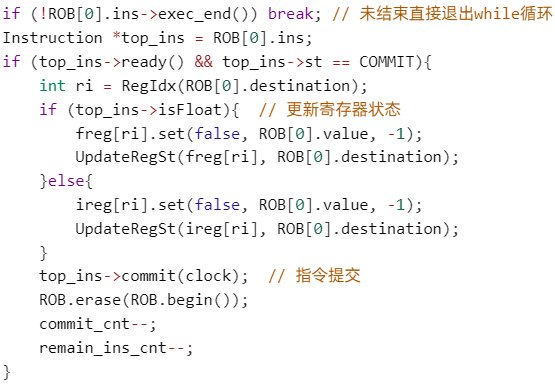 if (!ROB[0].ins->exec_end()) break; // 未结束直接退出while循环
Instruction *top_ins = ROB[0].ins;
if (top_ins->ready() && top_ins->st == COMMIT){
    int ri = RegIdx(ROB[0].destination);
    if (top_ins->isFloat){  // 更新寄存器状态
        freg[ri].set(false, ROB[0].value, -1);
        UpdateRegSt(freg[ri], ROB[0].destination);
    }else{
        ireg[ri].set(false, ROB[0].value, -1);
        UpdateRegSt(ireg[ri], ROB[0].destination);
    }
    top_ins->commit(clock);  // 指令提交
    ROB.erase(ROB.begin());
    commit_cnt--;
    remain_ins_cnt--;
}